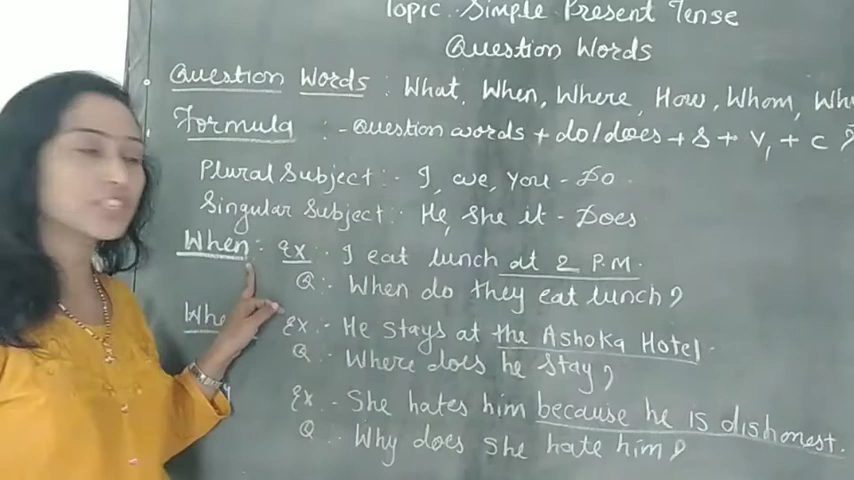 Topic : Simple Present Tense
Question Words
Question Words : What, When, Where, How, Whom,
Formula :- Question words + do/does + S + V1 + C ?
Plural Subject :- I, we, you - Do.
Singular Subject :- He, she it - Does
When :- Ex :- I eat lunch at 2 P.M.
Q :- When do they eat lunch?
Ex :- He stays at the Ashoka Hotel.
Q :- Where does he stay?
Ex :- She hates him because he is dishonest.
Q :- Why does she hate him?